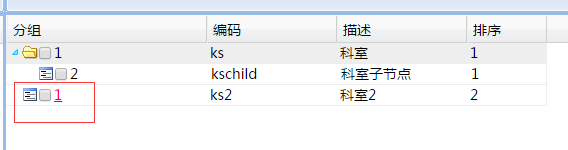 分组 编码 描述 排序
1 ks 科室 1
2 kschild 科室子节点 1
1 ks2 科室2 2